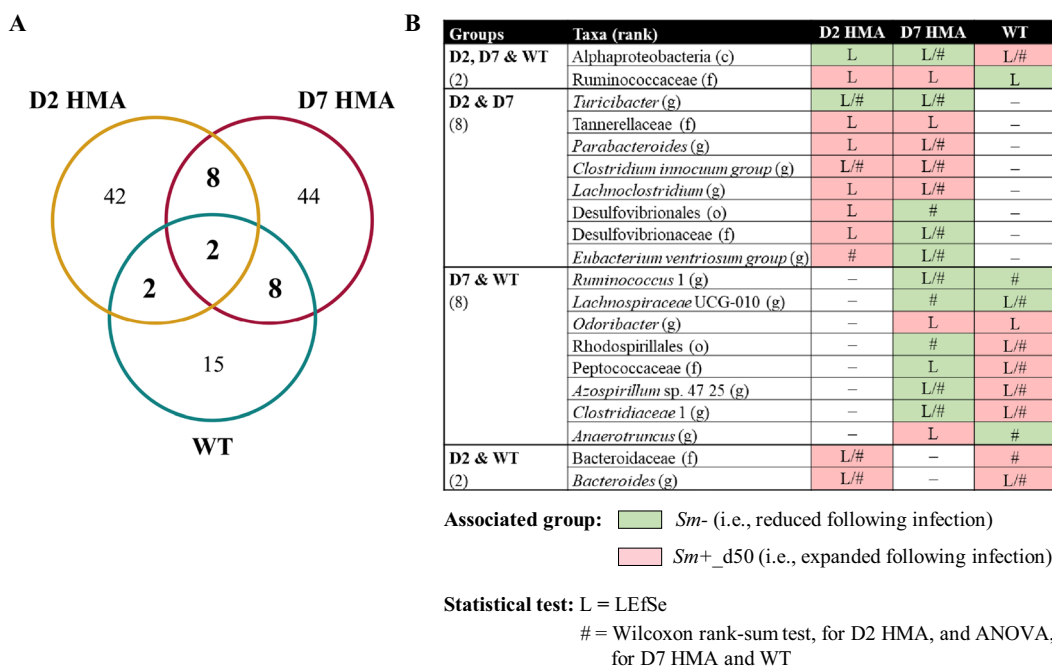 A
D2 HMA
D7 HMA
42
8
44
2
2
8
15
WT
B
Groups Taxa (rank) D2 HMA D7 HMA WT
D2, D7 & WT Alphaproteobacteria (c) L L/# L/#
(2) Ruminococcaceae (f) L L L
D2 & D7 Turicibacter (g) L/# L/# –
(8) Tannerellaceae (f) L L –
Parabacteroides (g) L L/# –
Clostridium innocuum group (g) L/# L/# –
Lachnoclostridium (g) L L/# –
Desulfovibrionales (o) L # –
Desulfovibrionaceae (f) L L/# –
Eubacterium ventriosum group (g) # L/# –
D7 & WT Ruminococcus 1 (g) – L/# #
(8) Lachnospiraceae UCG-010 (g) – # L/#
Odoribacter (g) – L L
Rhodospirillales (o) – # L/#
Peptococcaceae (f) – L L/#
Azospirillum sp. 47 25 (g) – L/# L/#
Clostridiaceae 1 (g) – L/# L/#
Anaerotruncus (g) – L #
D2 & WT Bacteroidaceae (f) L/# – #
(2) Bacteroides (g) L/# – L/#
Associated group: Sm- (i.e., reduced following infection)
Sm+_d50 (i.e., expanded following infection)
Statistical test: L = LEfSe
# = Wilcoxon rank-sum test, for D2 HMA, and ANOVA,
for D7 HMA and WT